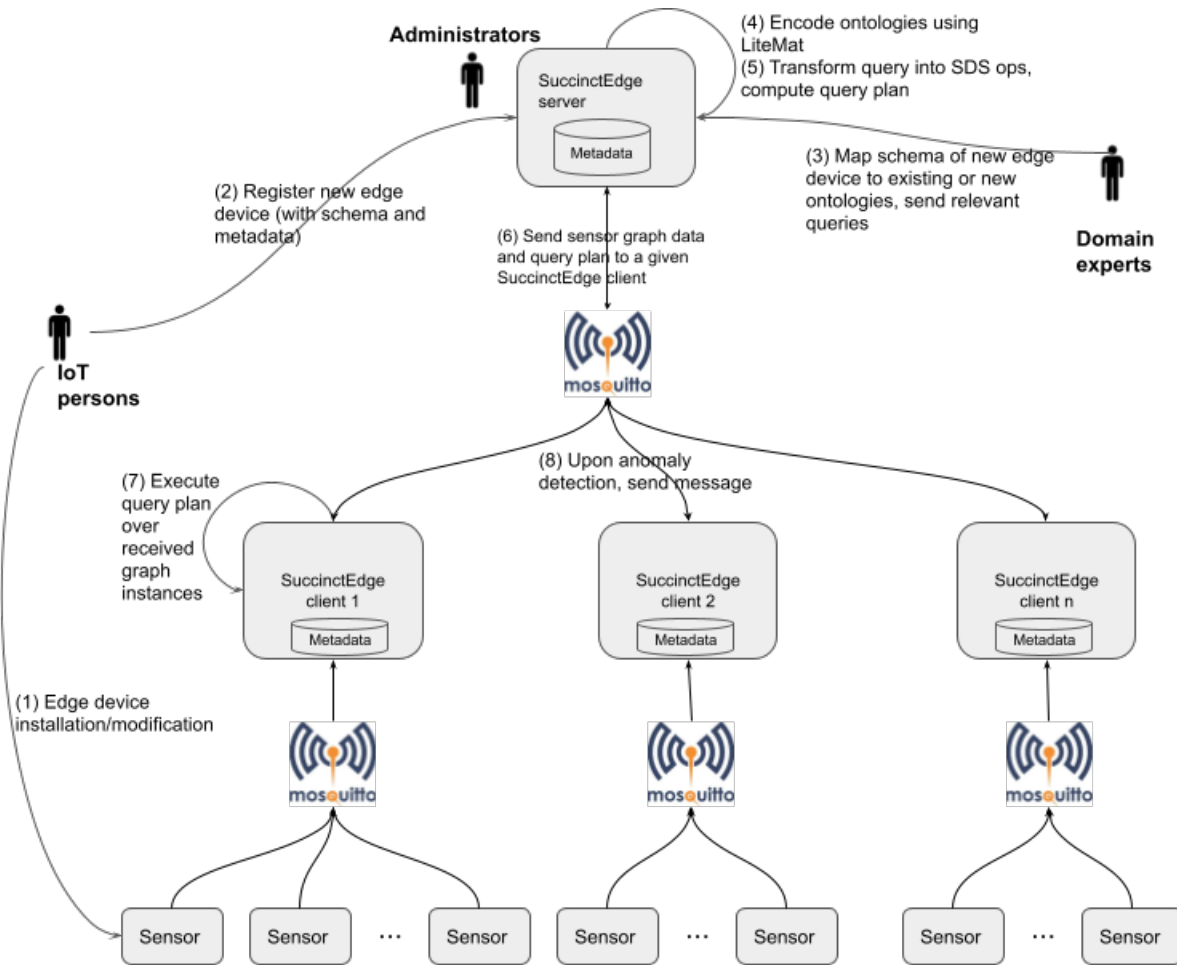 Administrators
(4) Encode ontologies using
LiteMat
(5) Transform query into SDS ops,
compute query plan
SuccinctEdge
server
Metadata
(3) Map schema of new edge
device to existing or new
ontologies, send relevant
queries
(2) Register new edge
device (with schema and
metadata)
Domain
experts
(6) Send sensor graph data
and query plan to a given
SuccinctEdge client
IoT
persons
mosquitto
(8) Upon anomaly
detection, send message
(7) Execute
query plan
over
received
graph
instances
SuccinctEdge
client 1
Metadata
SuccinctEdge
client 2
Metadata
SuccinctEdge
client n
Metadata
(1) Edge device
installation/modification
mosquitto
mosquitto
mosquitto
Sensor
Sensor
...
Sensor
Sensor
...
Sensor
Sensor
...
Sensor